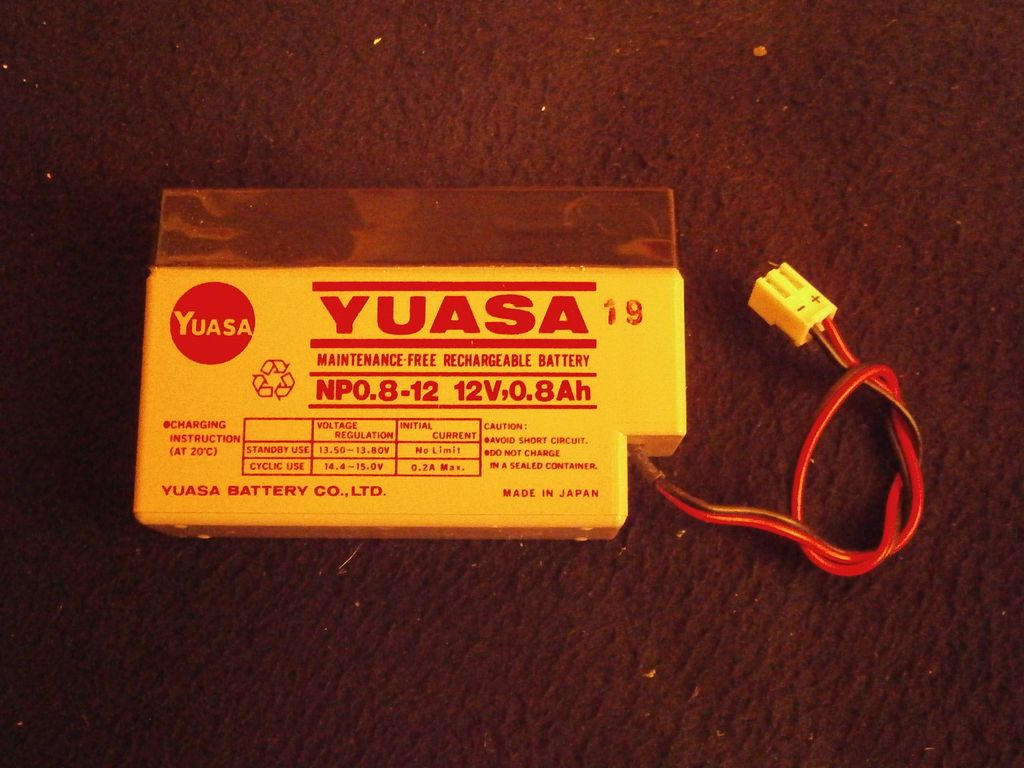 YUASA
YUASA 19
MAINTENANCE-FREE RECHARGEABLE BATTERY
NP0.8-12 12V,0.8Ah
●CHARGING INSTRUCTION (AT 20°C)
VOLTAGE REGULATION INITIAL CURRENT
STANDBY USE 13.50~13.80V No Limit
CYCLIC USE 14.4~15.0V 0.2A Max.
CAUTION:
●AVOID SHORT CIRCUIT.
●DO NOT CHARGE
IN A SEALED CONTAINER.
YUASA BATTERY CO.,LTD.
MADE IN JAPAN
- +